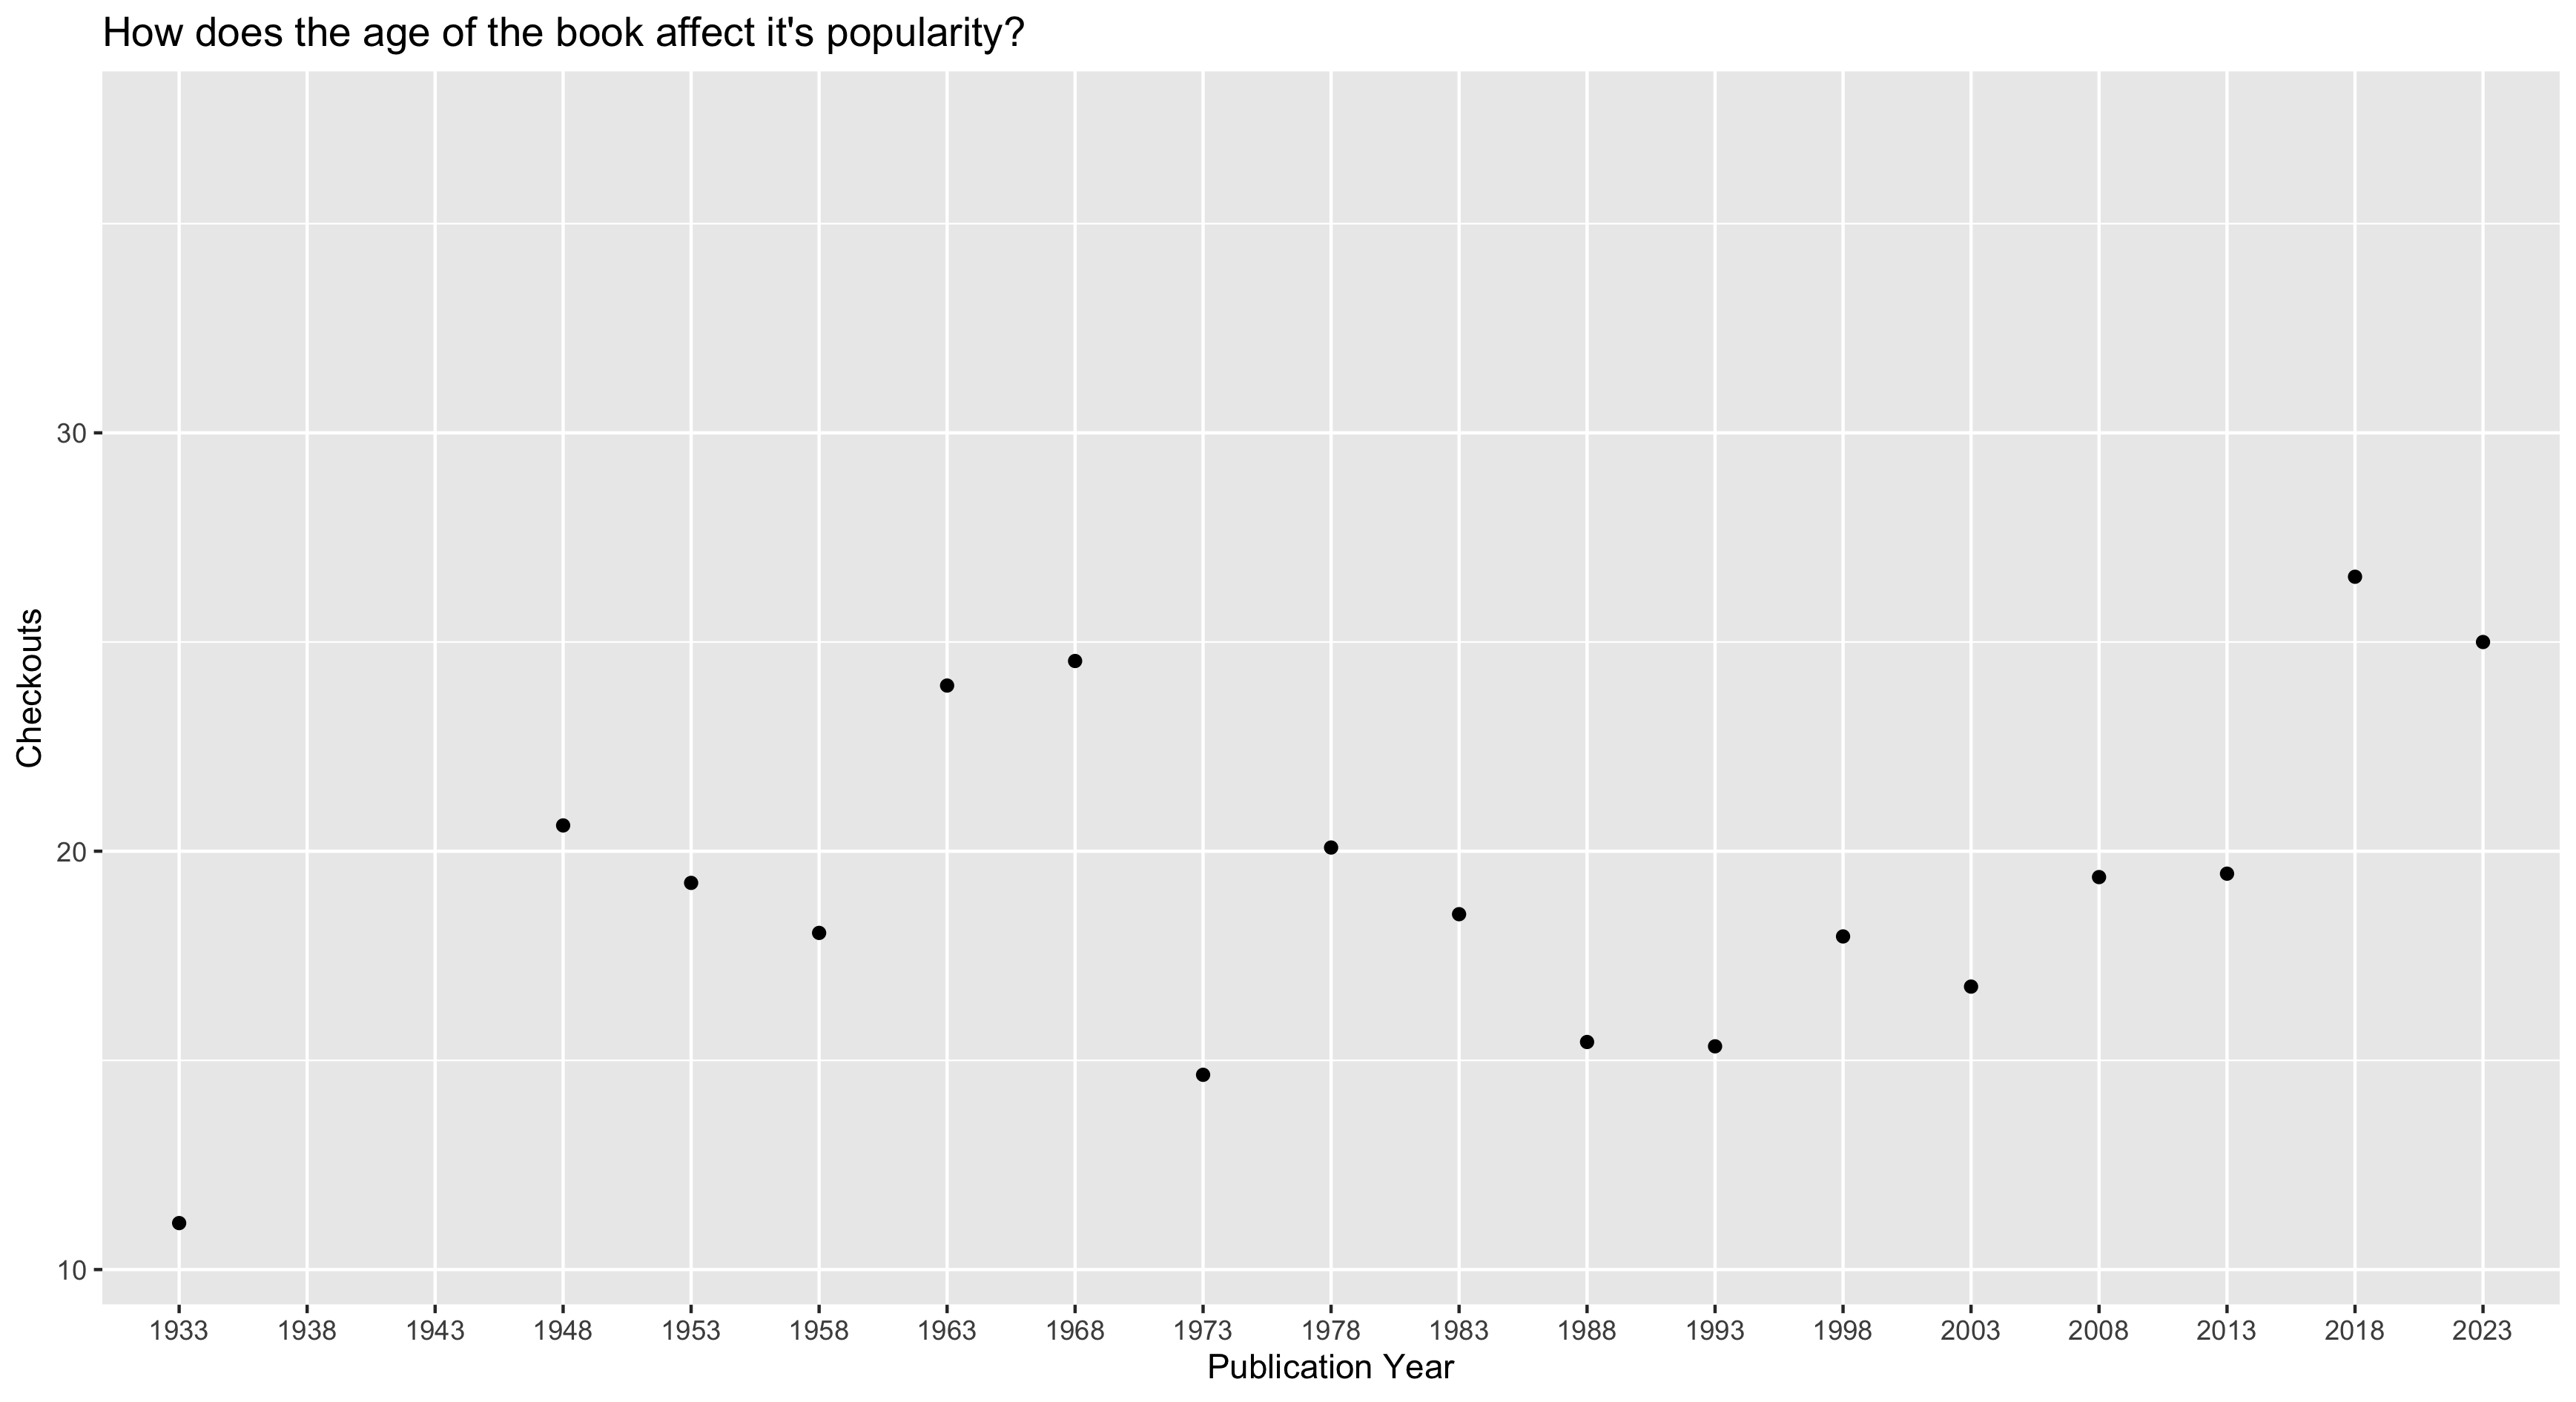 How does the age of the book affect it's popularity?
Checkouts
30
20
10
1933 1938 1943 1948 1953 1958 1963 1968 1973 1978 1983 1988 1993 1998 2003 2008 2013 2018 2023
Publication Year